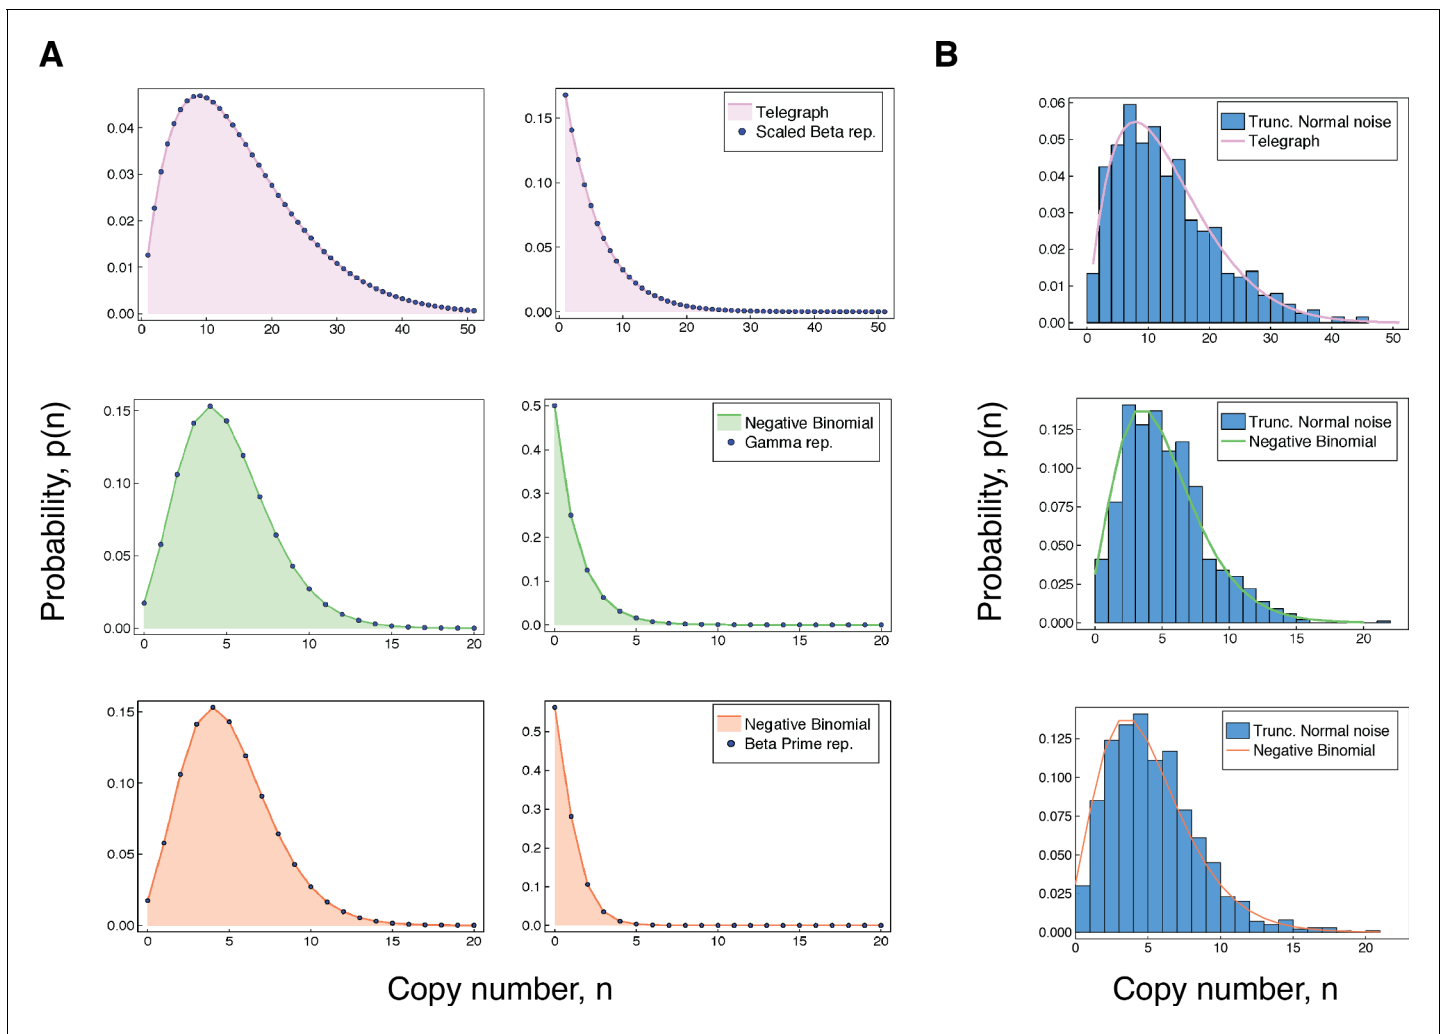 A
B
0.04
0.03
0.02
0.01
0.00
0 10 20 30 40 50
0.15
0.10
0.05
0.00
0 10 20 30 40 50
Telegraph
Scaled Beta rep.
0.06
0.05
0.04
0.03
0.02
0.01
0.00
0 10 20 30 40 50
Trunc. Normal noise
Telegraph
Probability, p(n)
0.15
0.10
0.05
0.00
0 5 10 15 20
0.5
0.4
0.3
0.2
0.1
0.0
0 5 10 15 20
Negative Binomial
Gamma rep.
Probability, p(n)
0.125
0.100
0.075
0.050
0.025
0.000
0 5 10 15 20
Trunc. Normal noise
Negative Binomial
0.15
0.10
0.05
0.00
0 5 10 15 20
0.5
0.4
0.3
0.2
0.1
0.0
0 5 10 15 20
Negative Binomial
Beta Prime rep.
0.125
0.100
0.075
0.050
0.025
0.000
0 5 10 15 20
Trunc. Normal noise
Negative Binomial
Copy number, n
Copy number, n